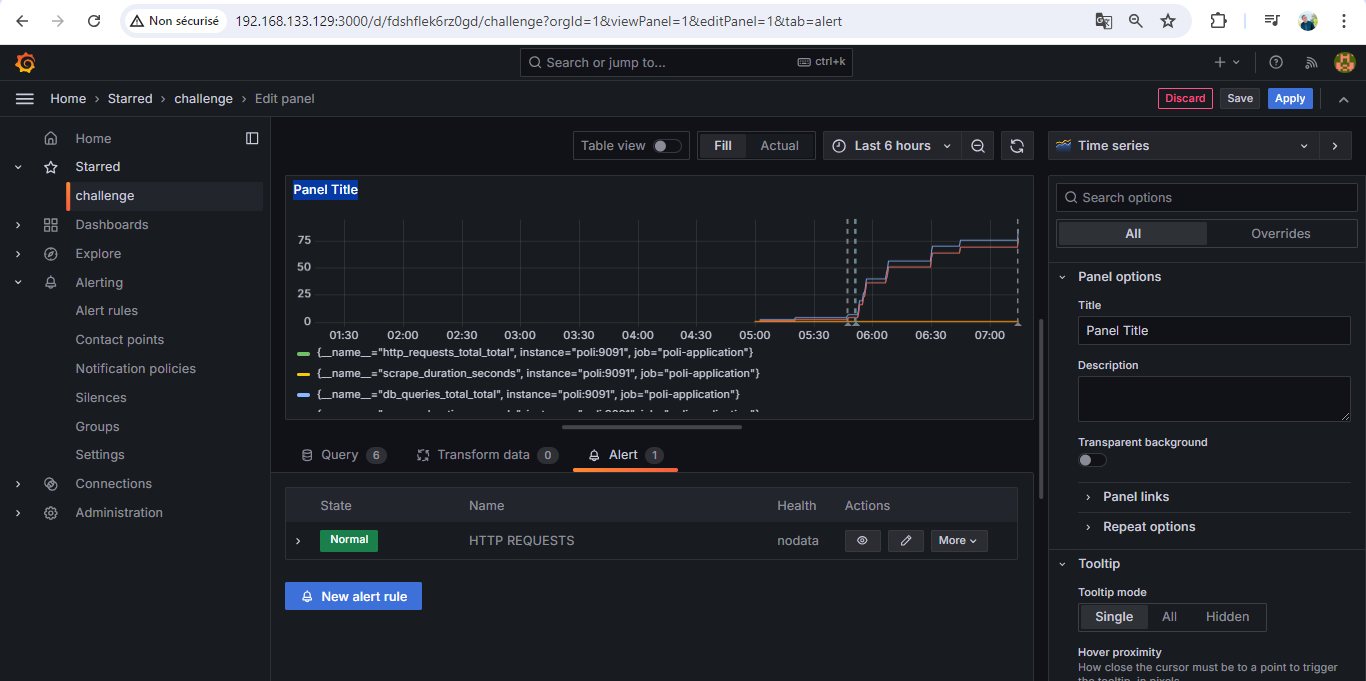 Non sécurisé
192.168.133.129:3000/d/fdshflek6rz0gd/challenge?orgId=1&viewPanel=1&editPanel=1&tab=alert
Search or jump to...
ctrl+k
Home › Starred › challenge › Edit panel
Discard
Save
Apply
Home
Starred
challenge
Dashboards
Explore
Alerting
Alert rules
Contact points
Notification policies
Silences
Groups
Settings
Connections
Administration
Table view
Fill
Actual
Last 6 hours
Panel Title
75
50
25
0
01:30 02:00 02:30 03:00 03:30 04:00 04:30 05:00 05:30 06:00 06:30 07:00
{__name__="http_requests_total_total", instance="poli:9091", job="poli-application"}
{__name__="scrape_duration_seconds", instance="poli:9091", job="poli-application"}
{__name__="db_queries_total_total", instance="poli:9091", job="poli-application"}
Query 6
Transform data 0
Alert 1
State Name Health Actions
Normal HTTP REQUESTS nodata More
New alert rule
Time series
Search options
All
Overrides
Panel options
Title
Panel Title
Description
Transparent background
Panel links
Repeat options
Tooltip
Tooltip mode
Single
All
Hidden
Hover proximity
How close the cursor must be to a point to trigger
the tooltip, in pixels